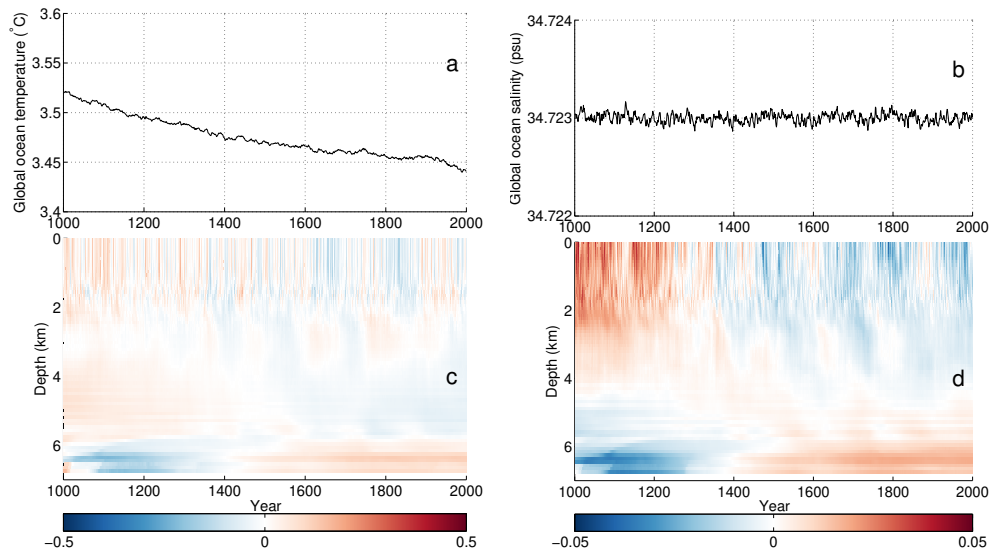 3.6
3.55
3.5
3.45
3.4
Global ocean temperature (°C)
a
1000 1200 1400 1600 1800 2000
34.724
34.723
34.722
Global ocean salinity (psu)
b
1000 1200 1400 1600 1800 2000
0
2
4
6
Depth (km)
c
1000 1200 1400 1600 1800 2000
Year
−0.5 0 0.5
0
2
4
6
Depth (km)
d
1000 1200 1400 1600 1800 2000
Year
−0.05 0 0.05